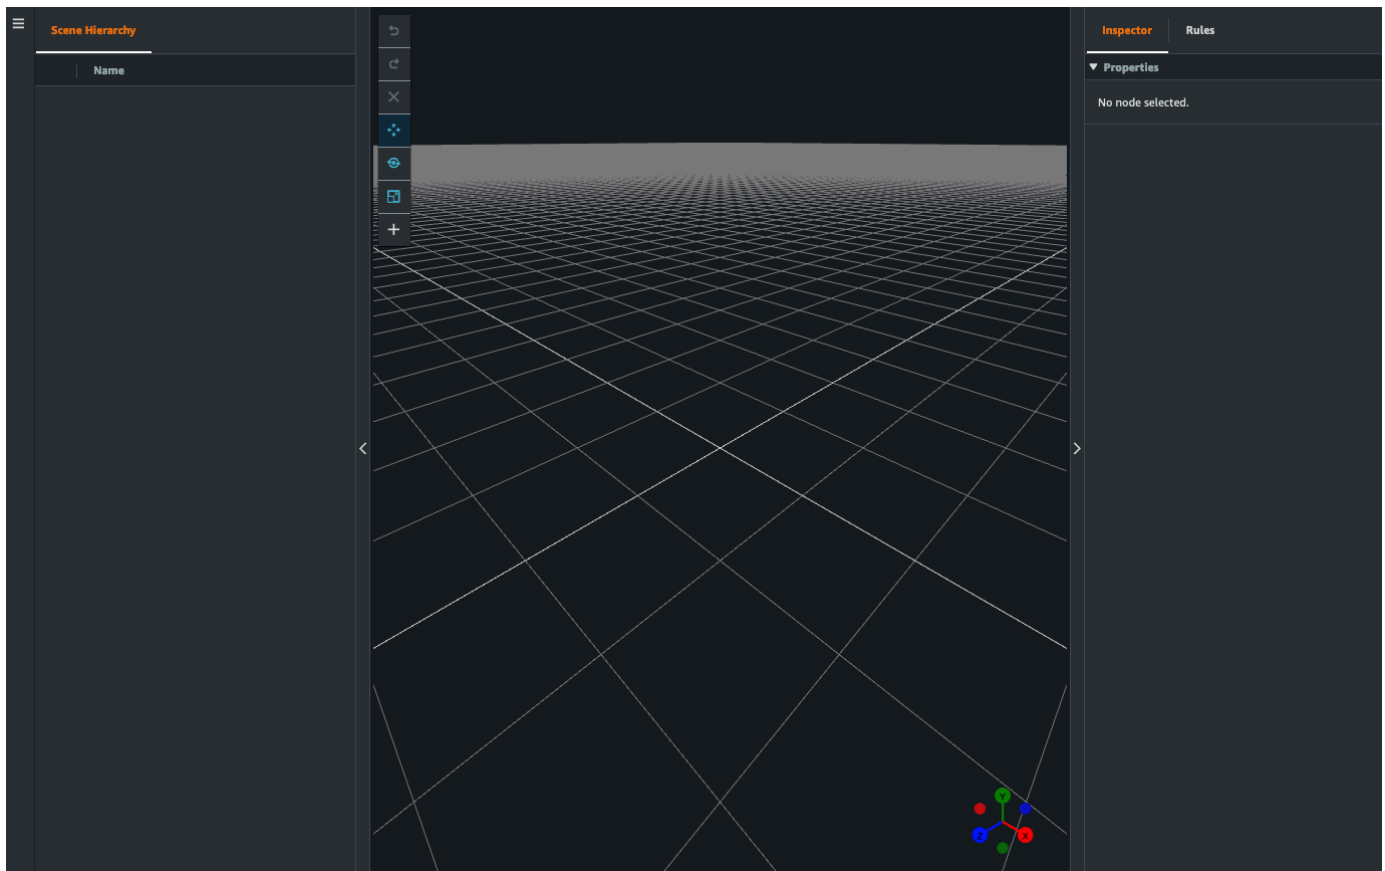 Scene Hierarchy
Name
Inspector
Rules
Properties
No node selected.
Y
Z
X